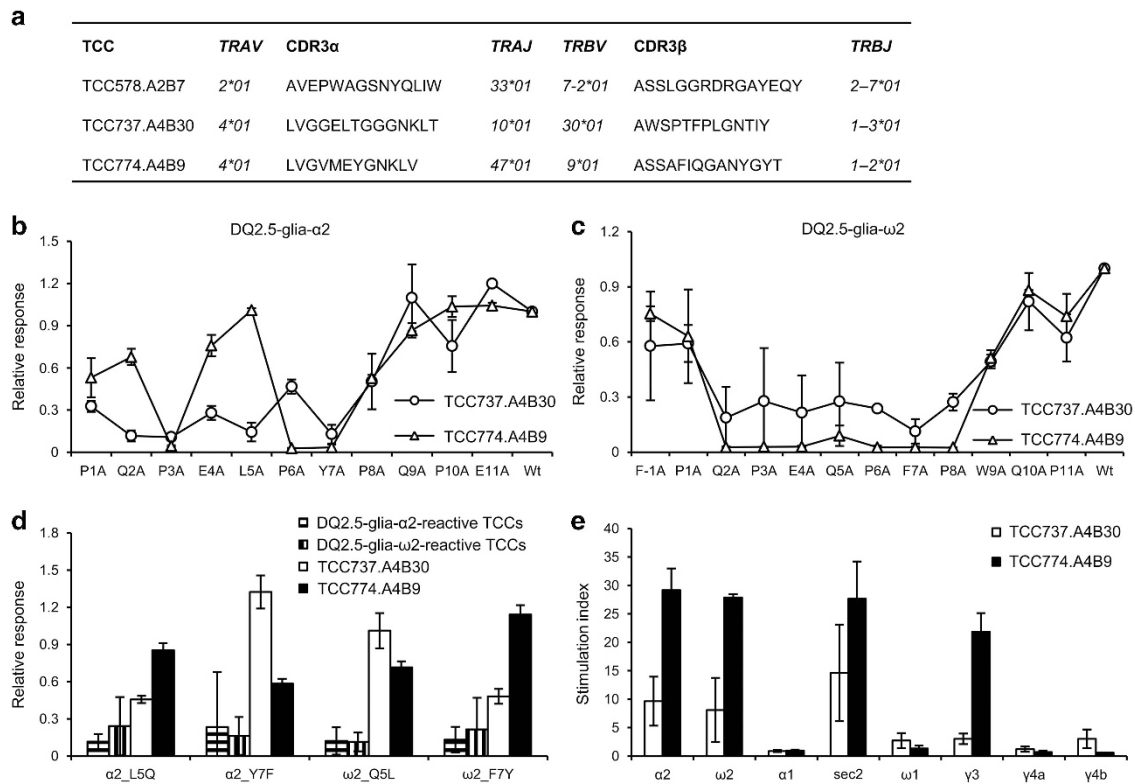 a
TCC TRAV CDR3α TRAJ TRBV CDR3β TRBJ
TCC578.A2B7 2*01 AVEPWAGSNYQLIW 33*01 7-2*01 ASSLGGRDRGAYEQY 2–7*01
TCC737.A4B30 4*01 LVGGELTGGGNKLT 10*01 30*01 AWSPTFPLGNTIY 1–3*01
TCC774.A4B9 4*01 LVGVMEYGNKLV 47*01 9*01 ASSAFIQGANYGYT 1–2*01
b
DQ2.5-glia-α2
Relative response
1.5
1.2
0.9
0.6
0.3
0
TCC737.A4B30
TCC774.A4B9
P1A Q2A P3A E4A L5A P6A Y7A P8A Q9A P10A E11A Wt
c
DQ2.5-glia-ω2
Relative response
1.2
0.9
0.6
0.3
0
TCC737.A4B30
TCC774.A4B9
F-1A P1A Q2A P3A E4A Q5A P6A F7A P8A W9A Q10A P11A Wt
d
Relative response
1.8
1.5
1.2
0.9
0.6
0.3
0
DQ2.5-glia-α2-reactive TCCs
DQ2.5-glia-ω2-reactive TCCs
TCC737.A4B30
TCC774.A4B9
α2_L5Q α2_Y7F ω2_Q5L ω2_F7Y
e
Stimulation index
40
35
30
25
20
15
10
5
0
TCC737.A4B30
TCC774.A4B9
α2 ω2 α1 sec2 ω1 γ3 γ4a γ4b